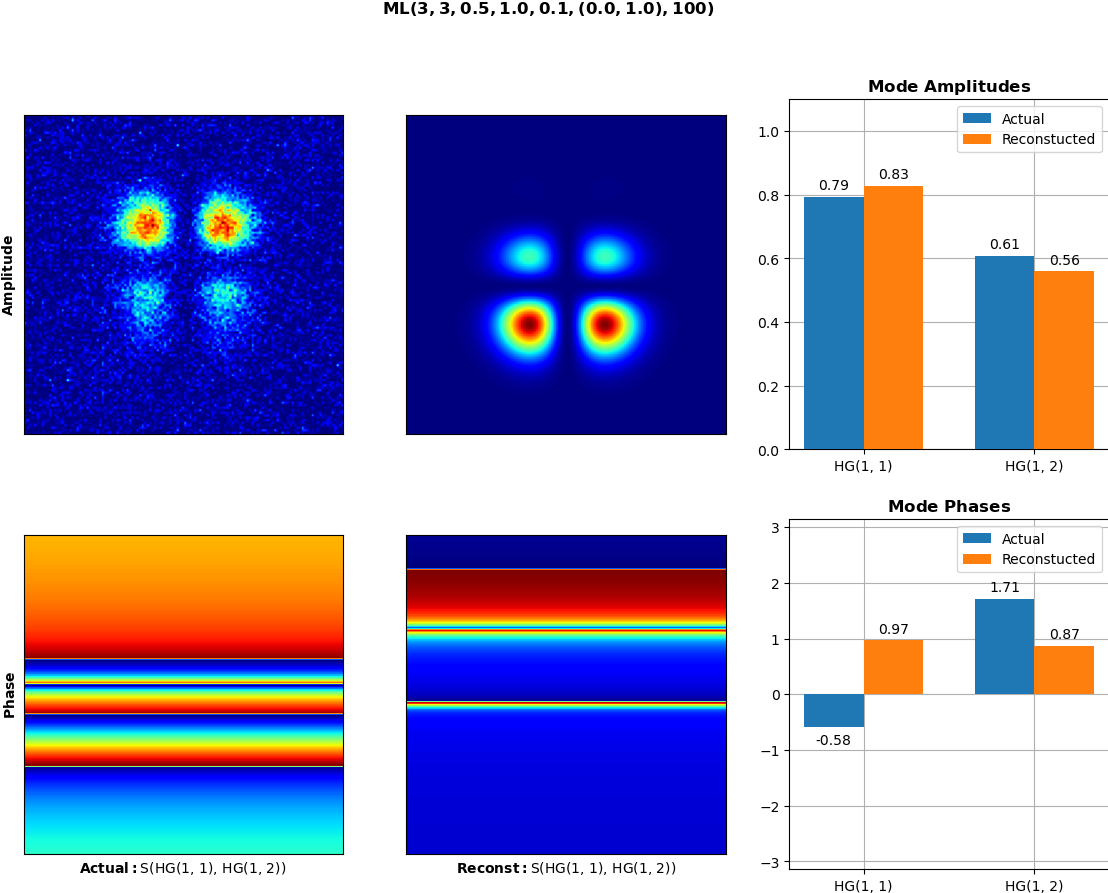 ML(3, 3, 0.5, 1.0, 0.1, (0.0, 1.0), 100)
Amplitude
Mode Amplitudes
Actual
Reconstucted
1.0
0.8
0.6
0.4
0.2
0.0
0.79
0.83
0.61
0.56
HG(1, 1)
HG(1, 2)
Phase
Actual: S(HG(1, 1), HG(1, 2))
Reconst: S(HG(1, 1), HG(1, 2))
Mode Phases
Actual
Reconstucted
3
2
1
0
−1
−2
−3
-0.58
0.97
1.71
0.87
HG(1, 1)
HG(1, 2)